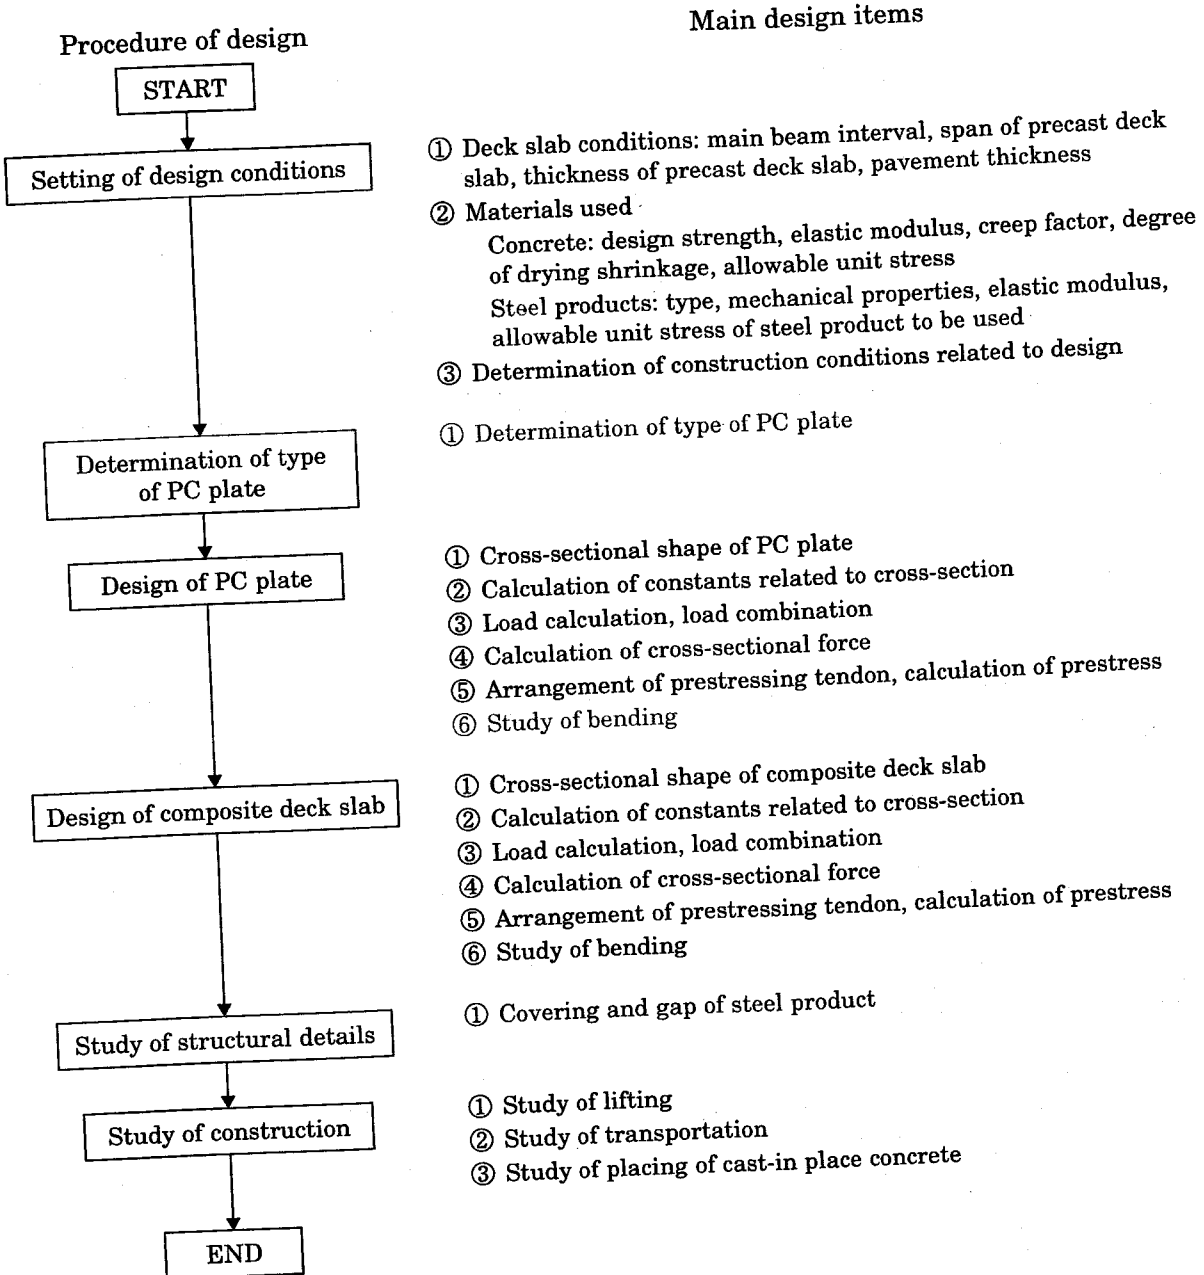 Procedure of design
Main design items
START
Setting of design conditions
① Deck slab conditions: main beam interval, span of precast deck
slab, thickness of precast deck slab, pavement thickness
② Materials used
Concrete: design strength, elastic modulus, creep factor, degree
of drying shrinkage, allowable unit stress
Steel products: type, mechanical properties, elastic modulus,
allowable unit stress of steel product to be used
③ Determination of construction conditions related to design
Determination of type
of PC plate
① Determination of type of PC plate
Design of PC plate
① Cross-sectional shape of PC plate
② Calculation of constants related to cross-section
③ Load calculation, load combination
④ Calculation of cross-sectional force
⑤ Arrangement of prestressing tendon, calculation of prestress
⑥ Study of bending
Design of composite deck slab
① Cross-sectional shape of composite deck slab
② Calculation of constants related to cross-section
③ Load calculation, load combination
④ Calculation of cross-sectional force
⑤ Arrangement of prestressing tendon, calculation of prestress
⑥ Study of bending
Study of structural details
① Covering and gap of steel product
Study of construction
① Study of lifting
② Study of transportation
③ Study of placing of cast-in place concrete
END